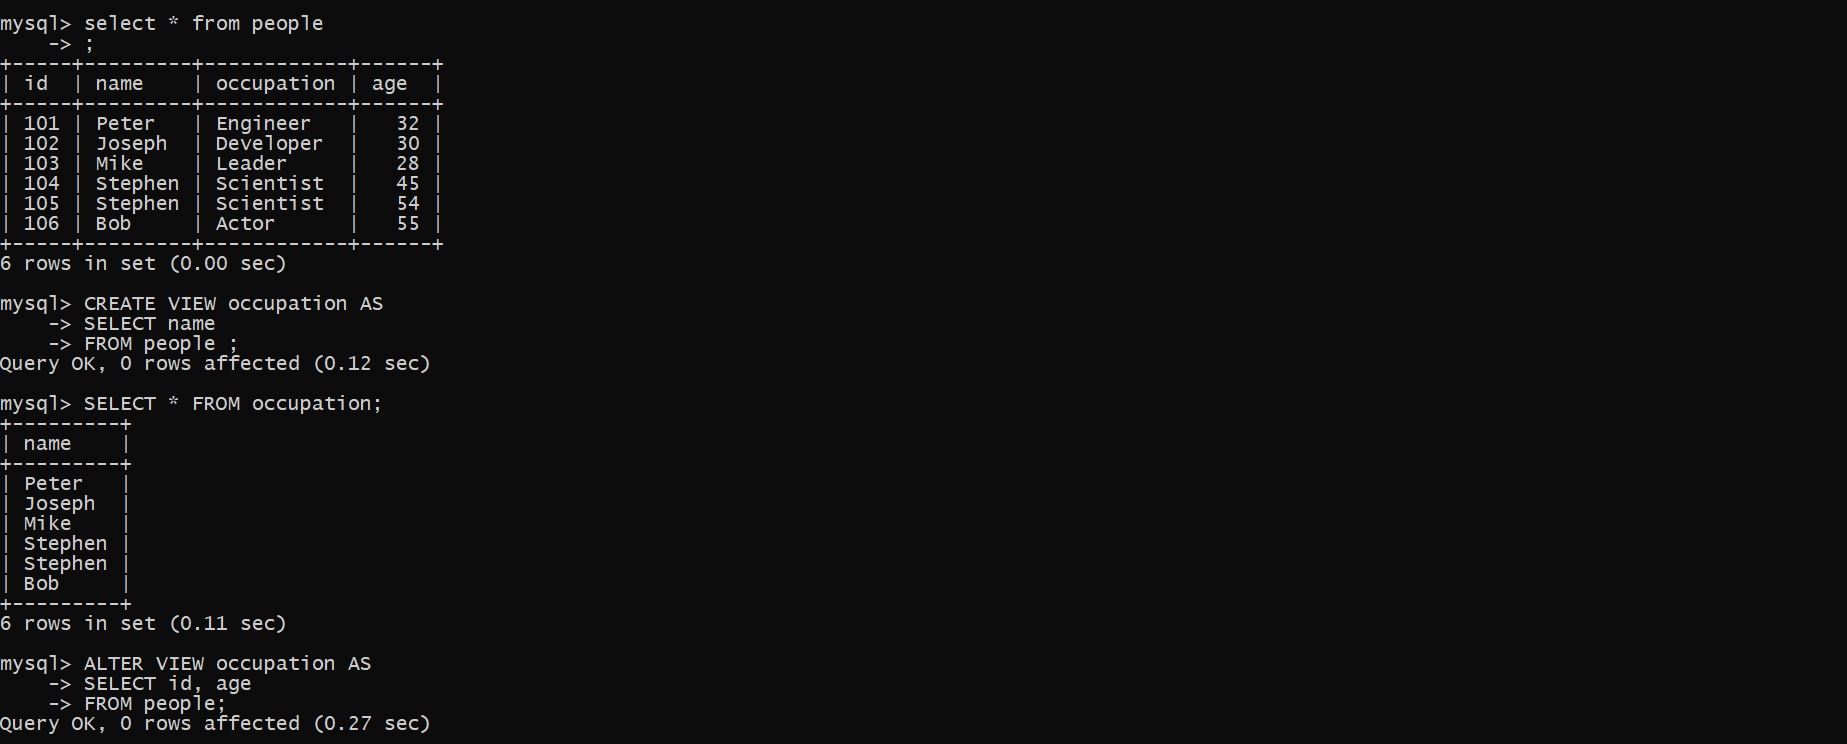 mysql> select * from people
    -> ;
+-----+---------+------------+------+
| id  | name    | occupation | age  |
+-----+---------+------------+------+
| 101 | Peter   | Engineer   |   32 |
| 102 | Joseph  | Developer  |   30 |
| 103 | Mike    | Leader     |   28 |
| 104 | Stephen | Scientist  |   45 |
| 105 | Stephen | Scientist  |   54 |
| 106 | Bob     | Actor      |   55 |
+-----+---------+------------+------+
6 rows in set (0.00 sec)

mysql> CREATE VIEW occupation AS
    -> SELECT name
    -> FROM people ;
Query OK, 0 rows affected (0.12 sec)

mysql> SELECT * FROM occupation;
+---------+
| name    |
+---------+
| Peter   |
| Joseph  |
| Mike    |
| Stephen |
| Stephen |
| Bob     |
+---------+
6 rows in set (0.11 sec)

mysql> ALTER VIEW occupation AS
    -> SELECT id, age
    -> FROM people;
Query OK, 0 rows affected (0.27 sec)